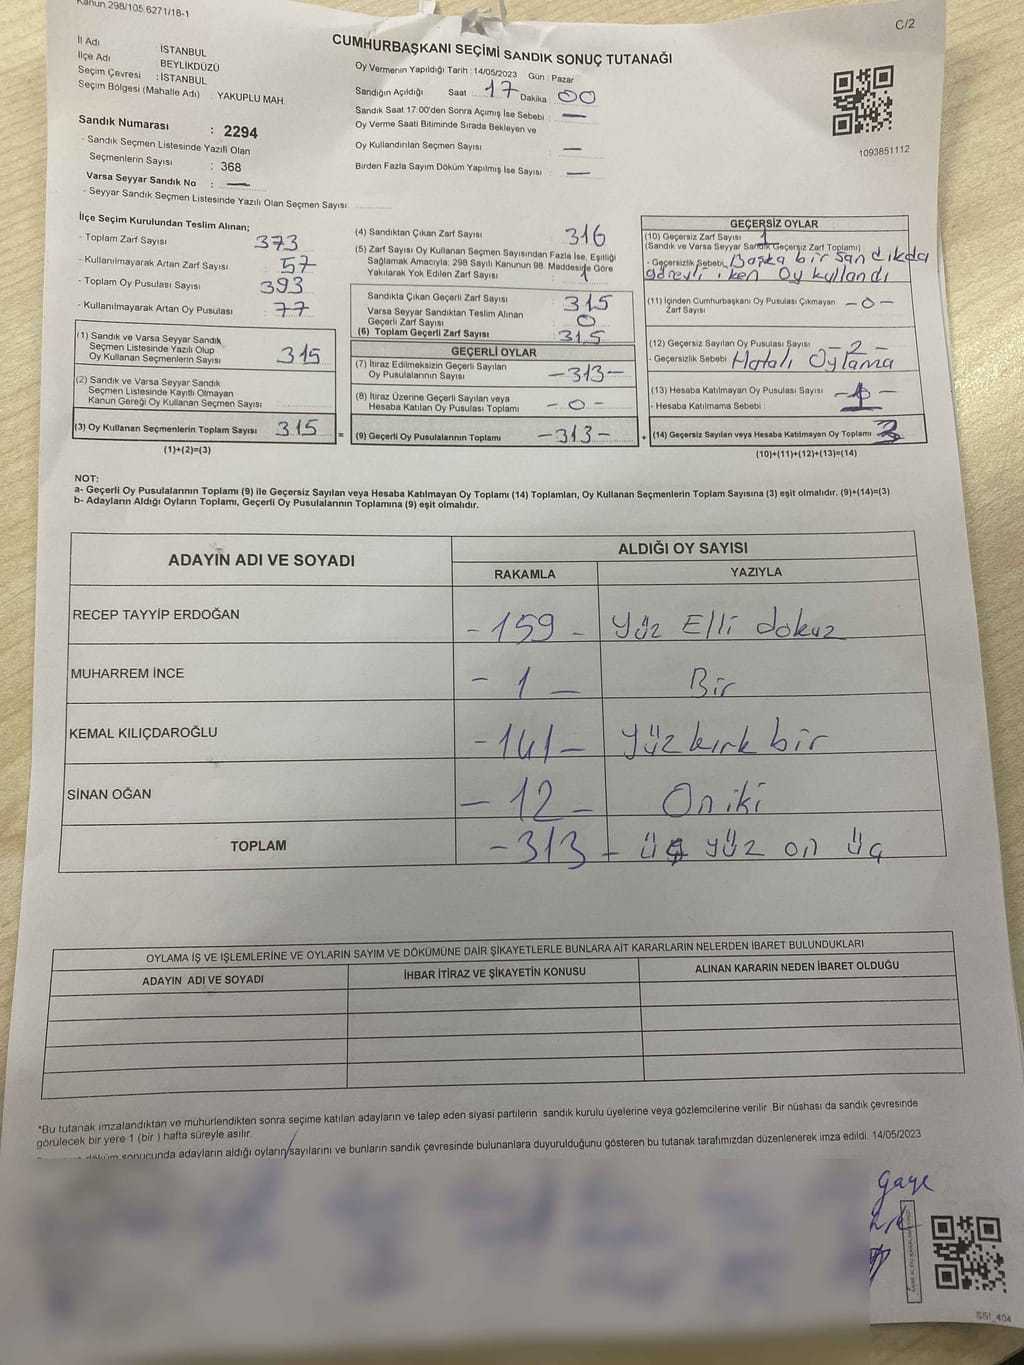 Kanun 298/105 6271/18-1
C/2
CUMHURBAŞKANI SEÇİMİ SANDIK SONUÇ TUTANAĞI
İl Adı : İSTANBUL
İlçe Adı : BEYLİKDÜZÜ
Seçim Çevresi : İSTANBUL
Seçim Bölgesi (Mahalle Adı) : YAKUPLU MAH
Oy Vermenin Yapıldığı Tarih : 14/05/2023 Gün : Pazar
Sandığın Açıldığı Saat : 17 Dakika : 00
Sandık Saat 17:00'den Sonra Açımış İse Sebebi : —
Oy Verme Saati Bitiminde Sırada Bekleyen ve
Oy Kullandırılan Seçmen Sayısı : —
Birden Fazla Sayım Döküm Yapılmış İse Sayısı : —
1093851112
Sandık Numarası : 2294
- Sandık Seçmen Listesinde Yazılı Olan
Seçmenlerin Sayısı : 368
Varsa Seyyar Sandık No : —
- Seyyar Sandık Seçmen Listesinde Yazılı Olan Seçmen Sayısı:
İlçe Seçim Kurulundan Teslim Alınan;
- Toplam Zarf Sayısı 373
- Kullanılmayarak Artan Zarf Sayısı : 57
- Toplam Oy Pusulası Sayısı : 393
- Kullanılmayarak Artan Oy Pusulası : 77
(1) Sandık ve Varsa Seyyar Sandık
Seçmen Listesinde Yazılı Olup
Oy Kullanan Seçmenlerin Sayısı : 315
(2) Sandık ve Varsa Seyyar Sandık
Seçmen Listesinde Kayıtlı Olmayan
Kanun Gereği Oy Kullanan Seçmen Sayısı :
(3) Oy Kullanan Seçmenlerin Toplam Sayısı : 315
(1)+(2)=(3)
(4) Sandıktan Çıkan Zarf Sayısı : 316
(5) Zarf Sayısı Oy Kullanan Seçmen Sayısından Fazla İse, Eşitliği
Sağlamak Amacıyla; 298 Sayılı Kanunun 98. Maddesine Göre
Yakılarak Yok Edilen Zarf Sayısı : 1
Sandıkta Çıkan Geçerli Zarf Sayısı : 315
Varsa Seyyar Sandıktan Teslim Alınan
Geçerli Zarf Sayısı : 0
(6) Toplam Geçerli Zarf Sayısı : 315
GEÇERLİ OYLAR
(7) İtiraz Edilmeksizin Geçerli Sayılan
Oy Pusulalarının Sayısı : -313-
(8) İtiraz Üzerine Geçerli Sayılan veya
Hesaba Katılan Oy Pusulası Toplamı : - 0 -
= (9) Geçerli Oy Pusulalarının Toplamı : -313-
GEÇERSİZ OYLAR
(10) Geçersiz Zarf Sayısı : 1
(Sandık ve Varsa Seyyar Sandık Geçersiz Zarf Toplamı)
- Geçersizlik Sebebi : Başka bir sandıkda
görevli iken oy kullandı
(11) İçinden Cumhurbaşkanı Oy Pusulası Çıkmayan
Zarf Sayısı - 0 -
(12) Geçersiz Sayılan Oy Pusulası Sayısı : - 2 -
- Geçersizlik Sebebi : Hatalı Oylama
(13) Hesaba Katılmayan Oy Pusulası Sayısı :
- Hesaba Katılmama Sebebi :
+ (14) Geçersiz Sayılan veya Hesaba Katılmayan Oy Toplamı :
(10)+(11)+(12)+(13)=(14)
NOT:
a- Geçerli Oy Pusulalarının Toplamı (9) ile Geçersiz Sayılan veya Hesaba Katılmayan Oy Toplamı (14) Toplamları, Oy Kullanan Seçmenlerin Toplam Sayısına (3) eşit olmalıdır. (9)+(14)=(3)
b- Adayların Aldığı Oyların Toplamı, Geçerli Oy Pusulalarının Toplamına (9) eşit olmalıdır.
ADAYIN ADI VE SOYADI
ALDIĞI OY SAYISI
RAKAMLA YAZIYLA
RECEP TAYYİP ERDOĞAN - 159 - Yüz Elli dokuz
MUHARREM İNCE - 1 - Bir
KEMAL KILIÇDAROĞLU - 141 - Yüz kırk bir
SİNAN OĞAN - 12 - On iki
TOPLAM - 313 - üç yüz on üç
OYLAMA İŞ VE İŞLEMLERİNE VE OYLARIN SAYIM VE DÖKÜMÜNE DAİR ŞİKAYETLERLE BUNLARA AİT KARARLARIN NELERDEN İBARET BULUNDUKLARI
ADAYIN ADI VE SOYADI İHBAR İTİRAZ VE ŞİKAYETİN KONUSU ALINAN KARARIN NEDEN İBARET OLDUĞU
*Bu tutanak imzalandıktan ve mühürlendikten sonra seçime katılan adayların ve talep eden siyasi partilerin sandık kurulu üyelerine veya gözlemcilerine verilir. Bir nüshası da sandık çevresinde
görülecek bir yere 1 (bir) hafta süreyle asılır.
döküm sonucunda adayların aldığı oyların sayılarını ve bunların sandık çevresinde bulunanlara duyurulduğunu gösteren bu tutanak tarafımızdan düzenlenerek imza edildi. 14/05/2023
Gaye
SSI_404